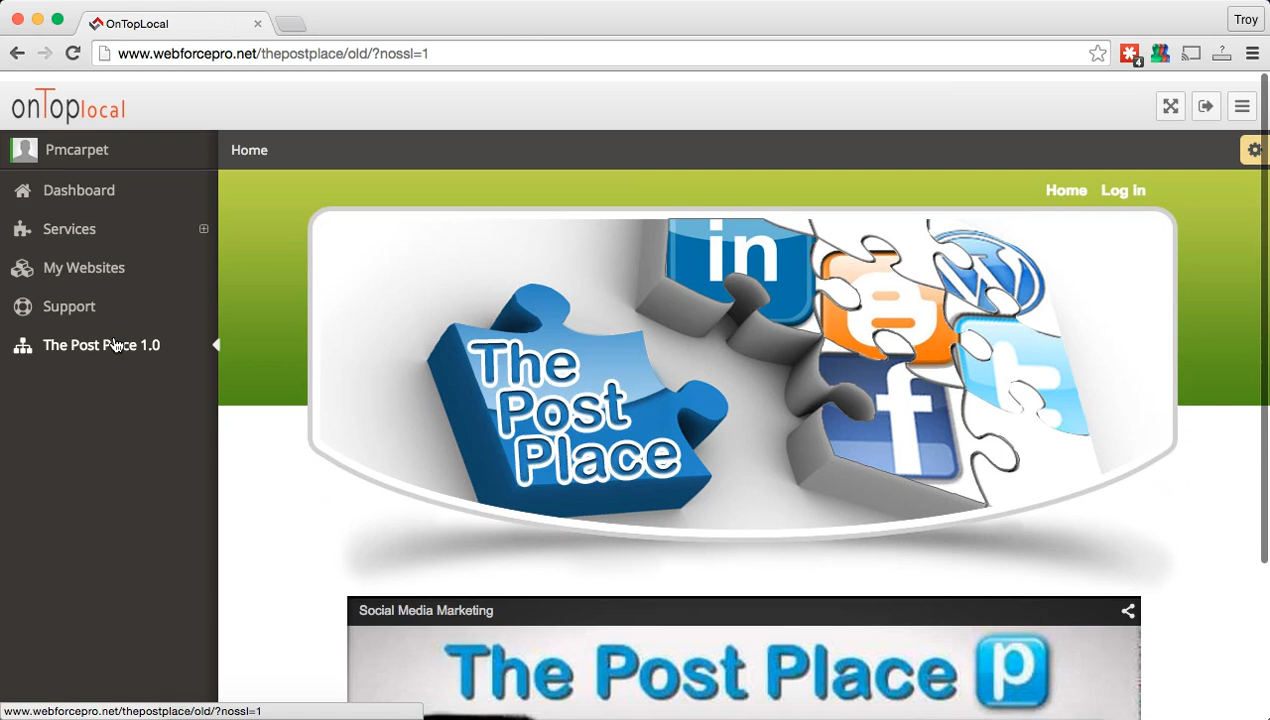 OnTopLocal
Troy
www.webforcepro.net/thepostplace/old/?nossl=1
4
onToplocal
Pmcarpet
Home
Dashboard
Services
My Websites
Support
The Post Place 1.0
Home Log In
in
The
Post
Place
f
t
Social Media Marketing
The Post Place p
www.webforcepro.net/thepostplace/old/?nossl=1